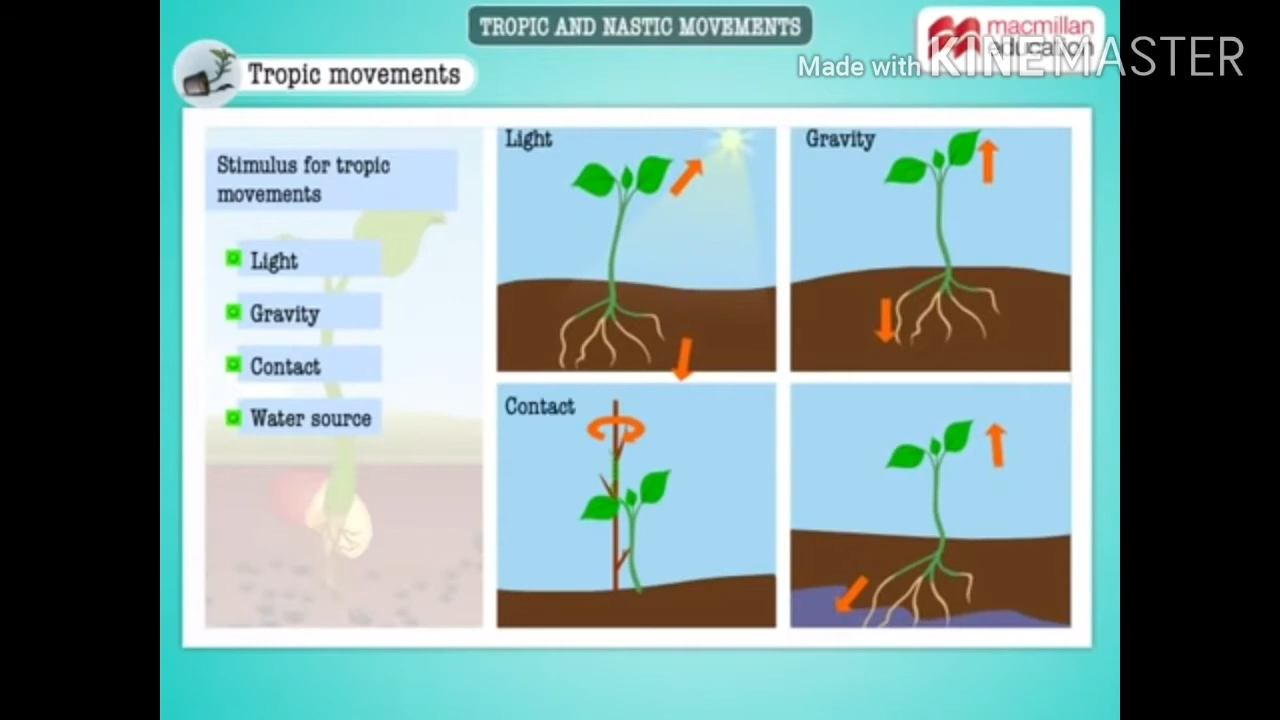 TROPIC AND NASTIC MOVEMENTS
macmillan
education
Made with KINEMASTER
Tropic movements
Stimulus for tropic
movements
Light
Gravity
Contact
Water source
Light
Gravity
Contact